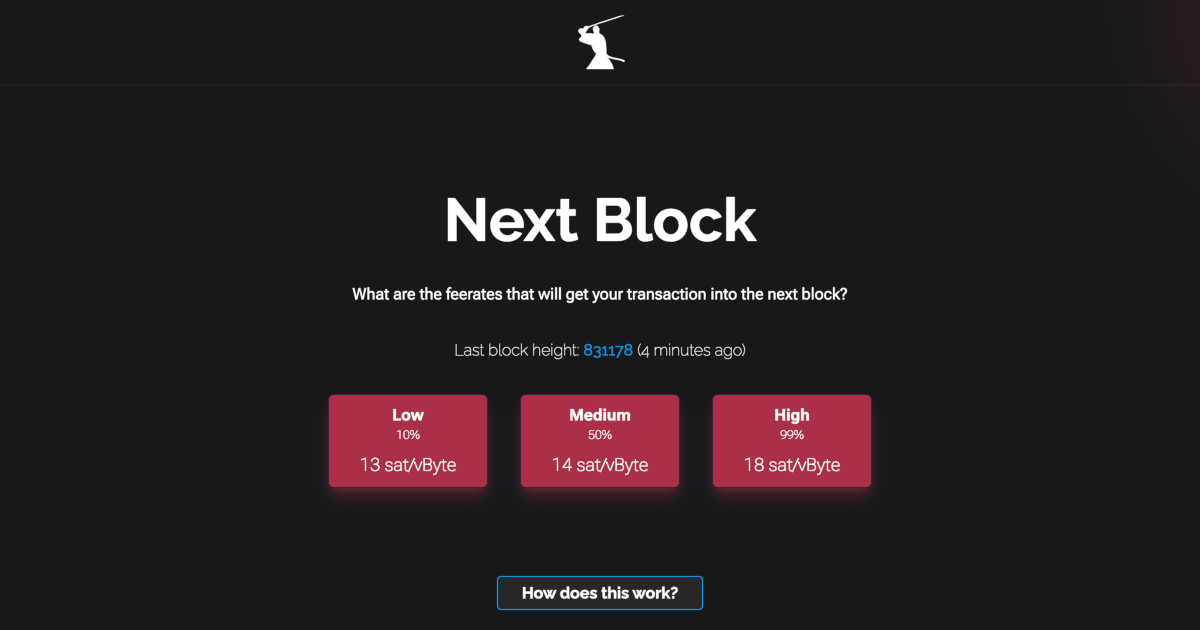 Next Block
What are the feerates that will get your transaction into the next block?
Last block height: 831178 (4 minutes ago)
Low
10%
13 sat/vByte
Medium
50%
14 sat/vByte
High
99%
18 sat/vByte
How does this work?